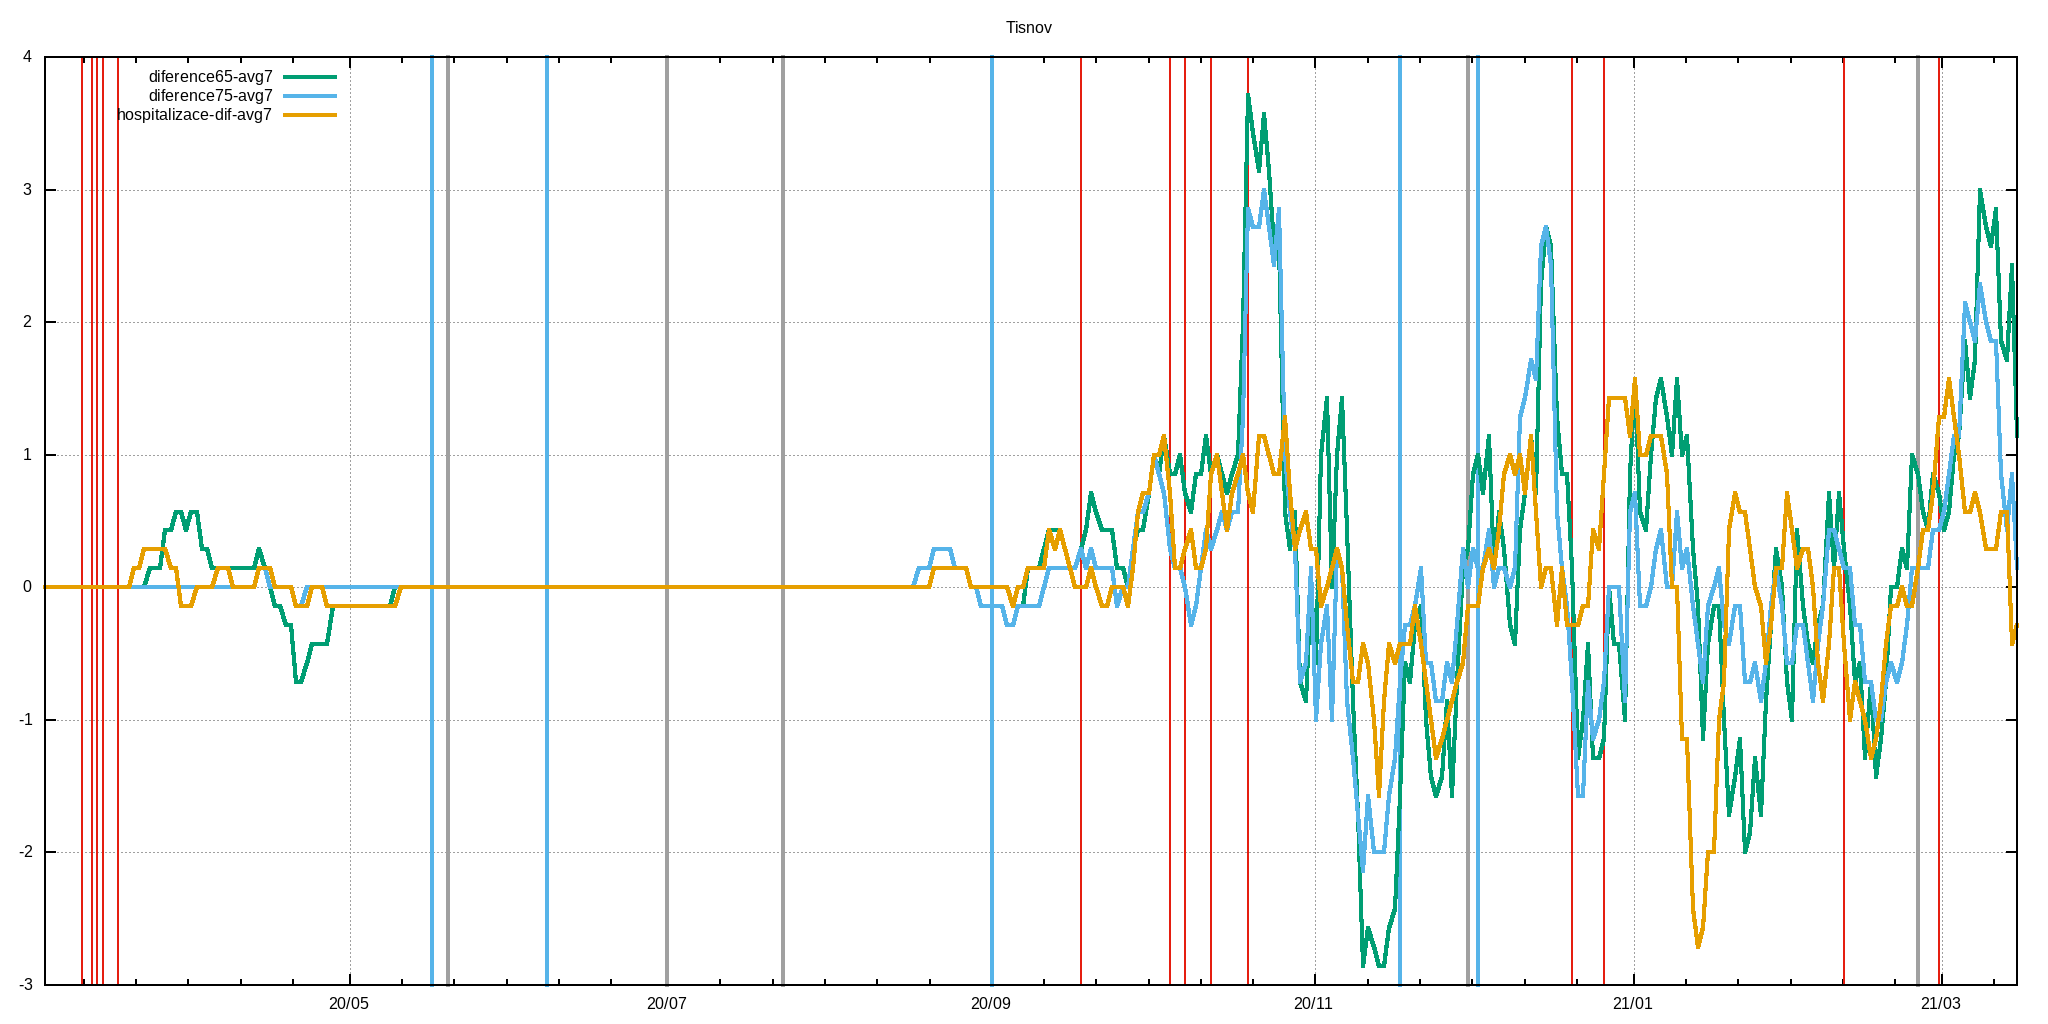 Tisnov
4
diference65-avg7
diference75-avg7
hospitalizace-dif-avg7
3
2
1
0
-1
-2
-3
20/05 20/07 20/09 20/11 21/01 21/03